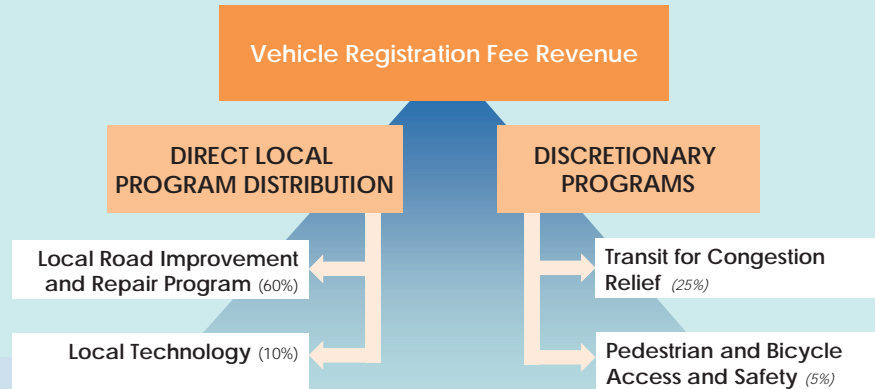 Vehicle Registration Fee Revenue
DIRECT LOCAL
PROGRAM DISTRIBUTION
Local Road Improvement
and Repair Program (60%)
Local Technology (10%)
DISCRETIONARY
PROGRAMS
Transit for Congestion
Relief (25%)
Pedestrian and Bicycle
Access and Safety (5%)